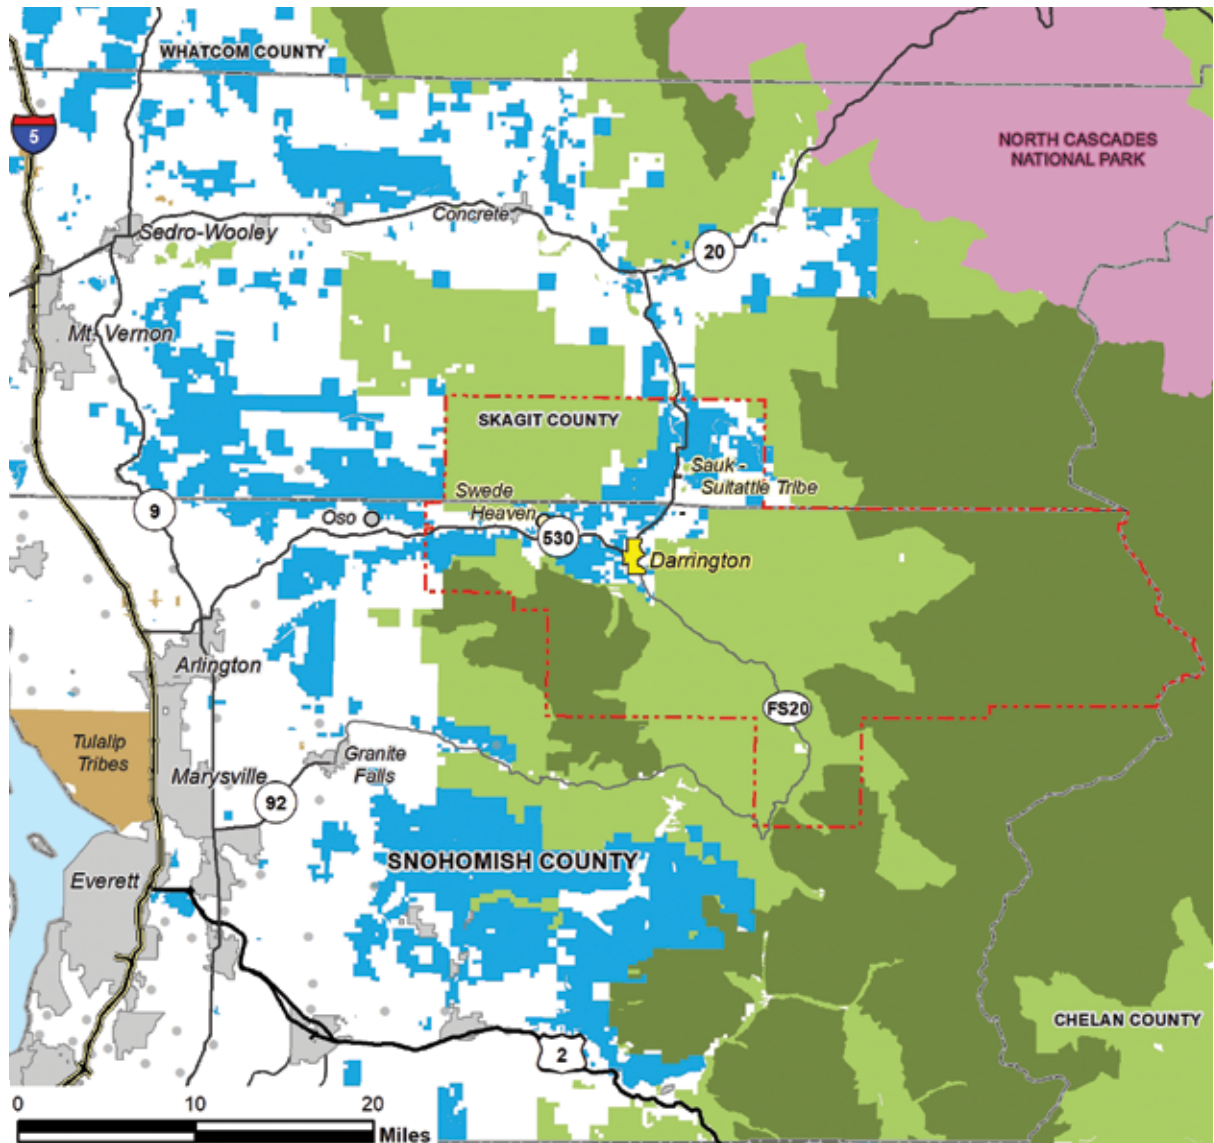 WHATCOM COUNTY
5
NORTH CASCADES
NATIONAL PARK
Concrete
Sedro-Wooley
20
Mt. Vernon
SKAGIT COUNTY
Sauk -
Suitattle Tribe
Swede
Heaven
9
Oso
530
Darrington
Arlington
FS20
Tulalip
Tribes
Marysville
Granite
Falls
92
SNOHOMISH COUNTY
Everett
CHELAN COUNTY
2
0 10 20
Miles